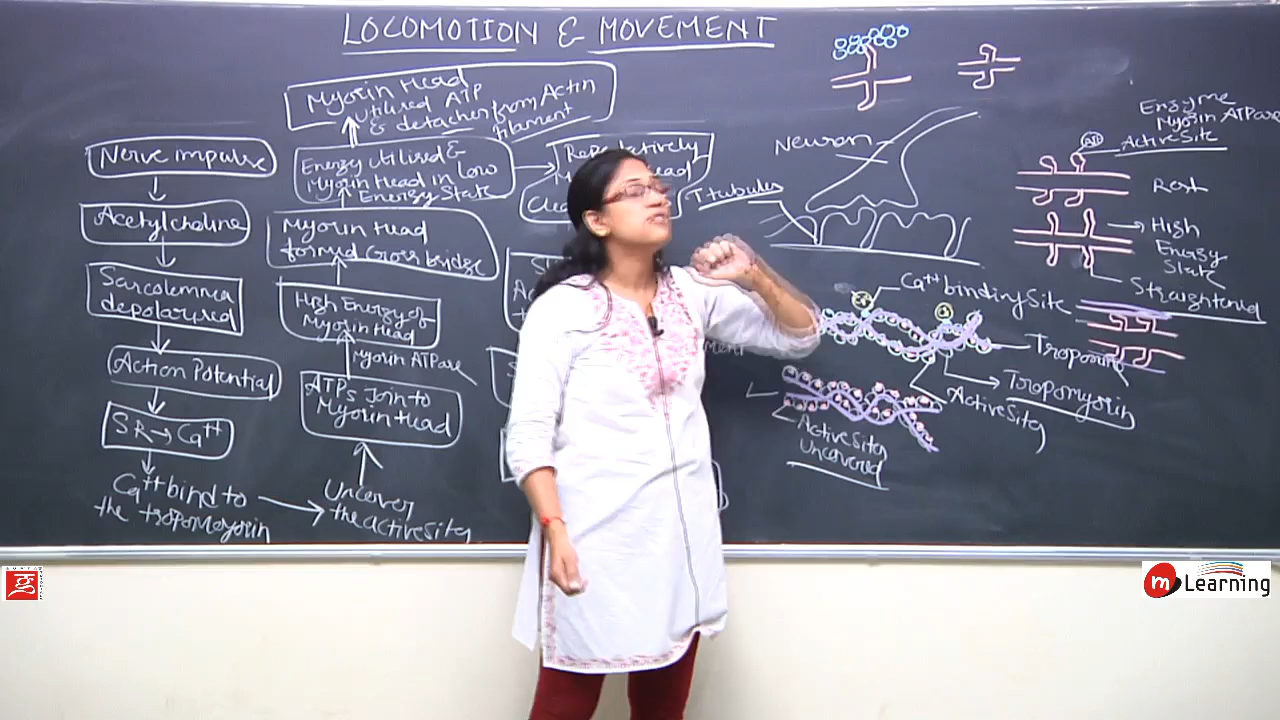 LOCOMOTION & MOVEMENT
Nerve impulse
Acetylcholine
Sarcolemma
depolarised
Action Potential
SR → Ca++
Ca++ bind to
the tropomyosin
Uncover
the active site
ATPs Join to
Myosin Head
Myosin ATPase
High Energy of
Myosin Head
Myosin Head
formed Cross bridge
Energy Utilised &
Myosin Head in Low
Energy State
Myosin Head
Utilised ATP
& detaches from Actin
filament
Repeatatively
T tubules
Neuron
Enzyme
Myosin ATPase
Active Site
Rest
High
Energy
State
Straightened
Ca++ binding Site
Troponin
Tropomyosin
Active Site
Active Site
Uncovered
m Learning